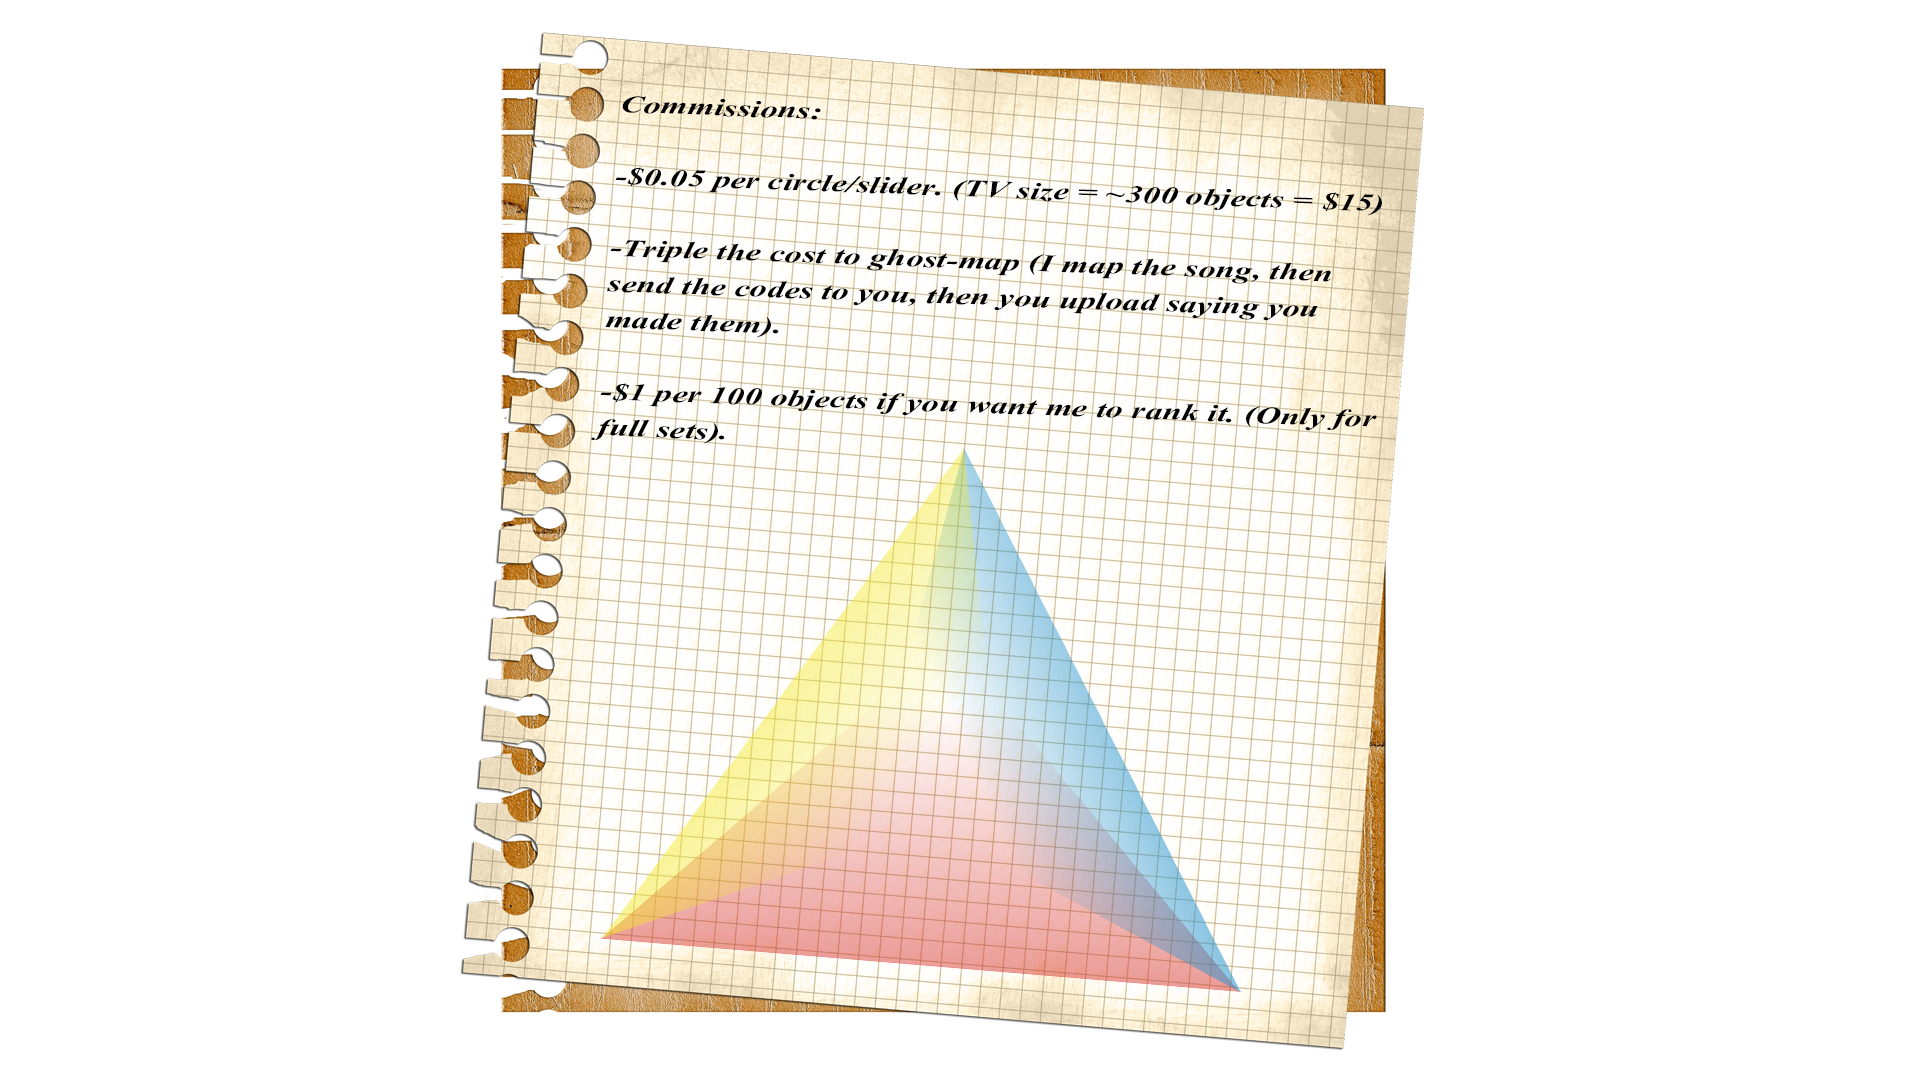 Commissions:
-$0.05 per circle/slider. (TV size = ~300 objects = $15)
-Triple the cost to ghost-map (I map the song, then
send the codes to you, then you upload saying you
made them).
-$1 per 100 objects if you want me to rank it. (Only for
full sets).